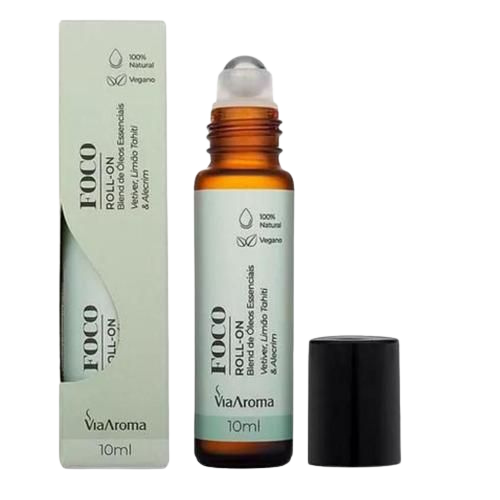 100%
Natural
Vegano
FOCO
ROLL-ON
Blend de Óleos Essenciais
Vetiver, Limão Tahiti
& Alecrim
FOCO
OLL-ON
ViaAroma
10ml
100%
Natural
Vegano
FOCO
ROLL-ON
Blend de Óleos Essenciais
Vetiver, Limão Tahiti
& Alecrim
ViaAroma
10ml